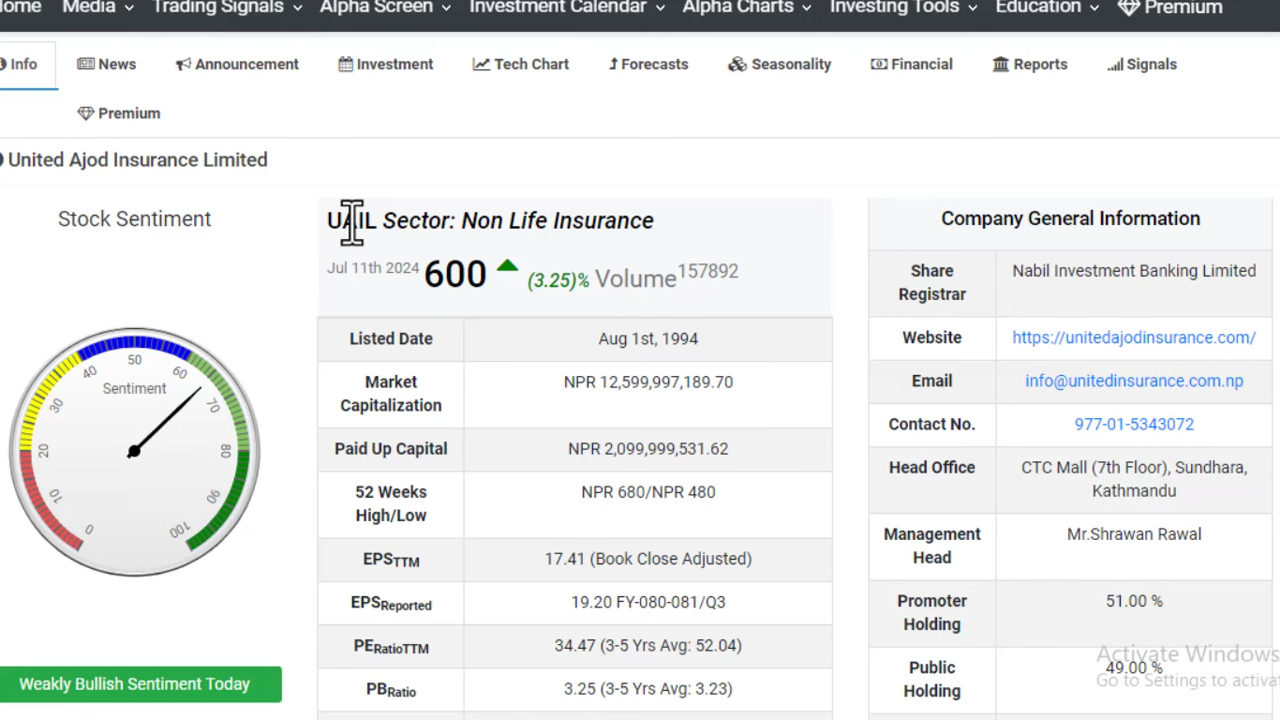 Home Media Trading Signals Alpha Screen Investment Calendar Alpha Charts Investing Tools Education Premium
Info News Announcement Investment Tech Chart Forecasts Seasonality Financial Reports Signals
Premium
United Ajod Insurance Limited
Stock Sentiment
50
40
60
Sentiment
30
70
20
80
10
90
0
100
Weakly Bullish Sentiment Today
UAIL Sector: Non Life Insurance
Jul 11th 2024 600 (3.25)% Volume 157892
Listed Date Aug 1st, 1994
Market
Capitalization
NPR 12,599,997,189.70
Paid Up Capital NPR 2,099,999,531.62
52 Weeks
High/Low
NPR 680/NPR 480
EPSTTM 17.41 (Book Close Adjusted)
EPSReported 19.20 FY-080-081/Q3
PERatioTTM 34.47 (3-5 Yrs Avg: 52.04)
PBRatio 3.25 (3-5 Yrs Avg: 3.23)
Company General Information
Share
Registrar
Nabil Investment Banking Limited
Website https://unitedajodinsurance.com/
Email info@unitedinsurance.com.np
Contact No. 977-01-5343072
Head Office CTC Mall (7th Floor), Sundhara,
Kathmandu
Management
Head
Mr.Shrawan Rawal
Promoter
Holding
51.00 %
Public
Holding
49.00 %
Activate Windows
Go to Settings to activa